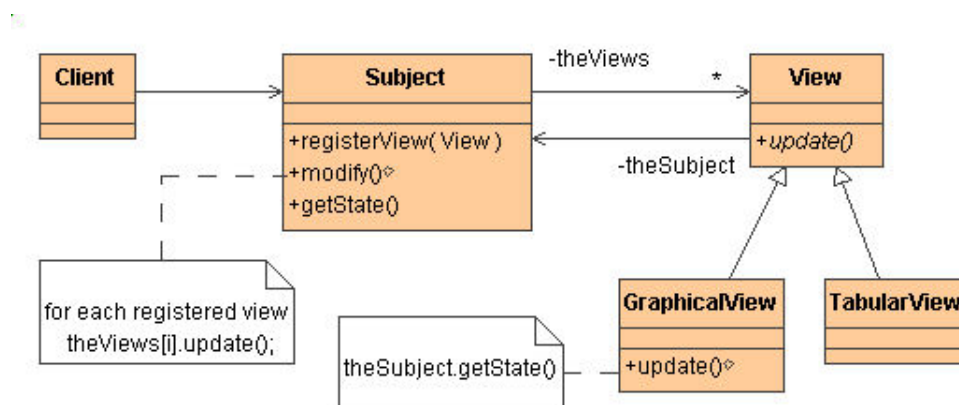 Client
Subject
-theViews
*
View
+registerView( View )
+modify()
+getState()
+update()
-theSubject
for each registered view
theViews[i].update();
GraphicalView
TabularView
theSubject.getState()
+update()